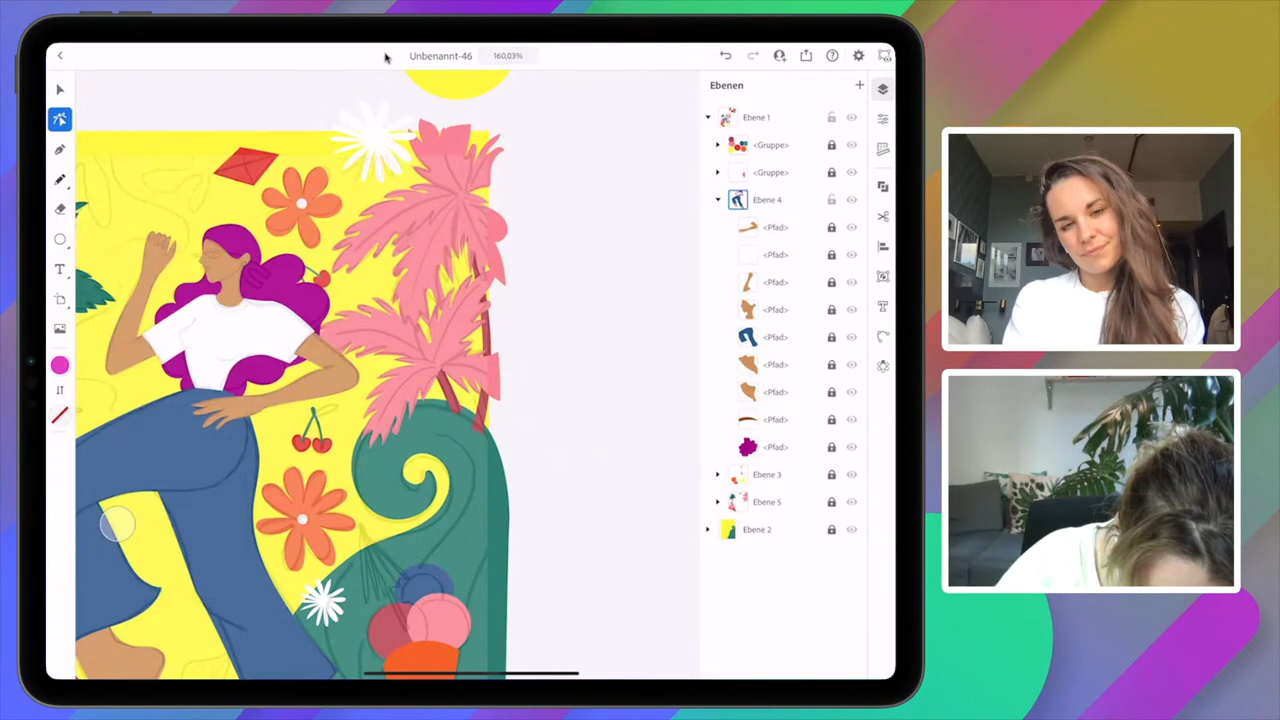 Unbenannt-46
160,03%
Ebenen
Ebene 1
<Gruppe>
<Gruppe>
Ebene 4
<Pfad>
<Pfad>
<Pfad>
<Pfad>
<Pfad>
<Pfad>
<Pfad>
<Pfad>
<Pfad>
Ebene 3
Ebene 5
Ebene 2